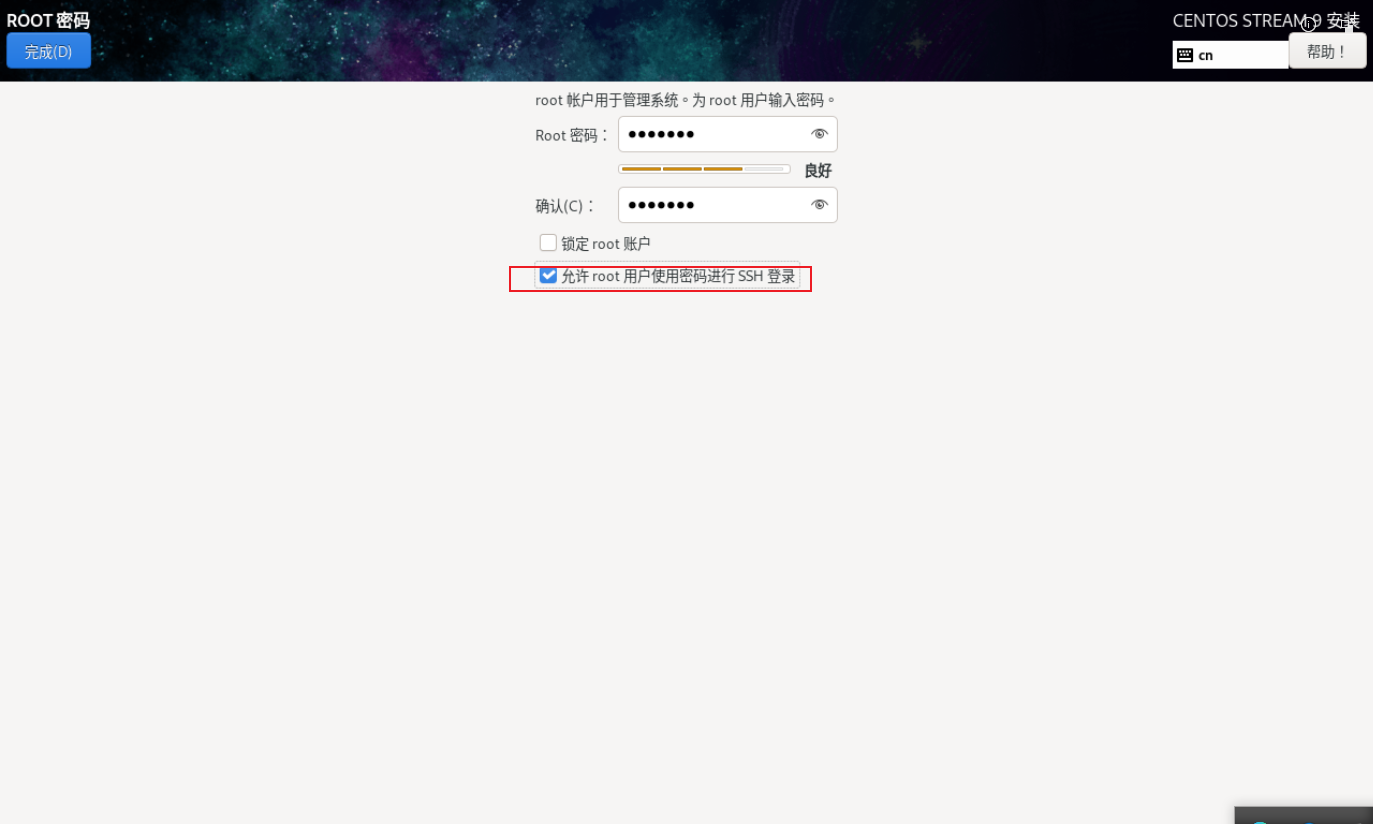 ROOT 密码
CENTOS STREAM 9 安装
完成(D)
cn
帮助！
root 帐户用于管理系统。为 root 用户输入密码。
Root 密码：
●●●●●●●
良好
确认(C)：
●●●●●●●
锁定 root 账户
允许 root 用户使用密码进行 SSH 登录